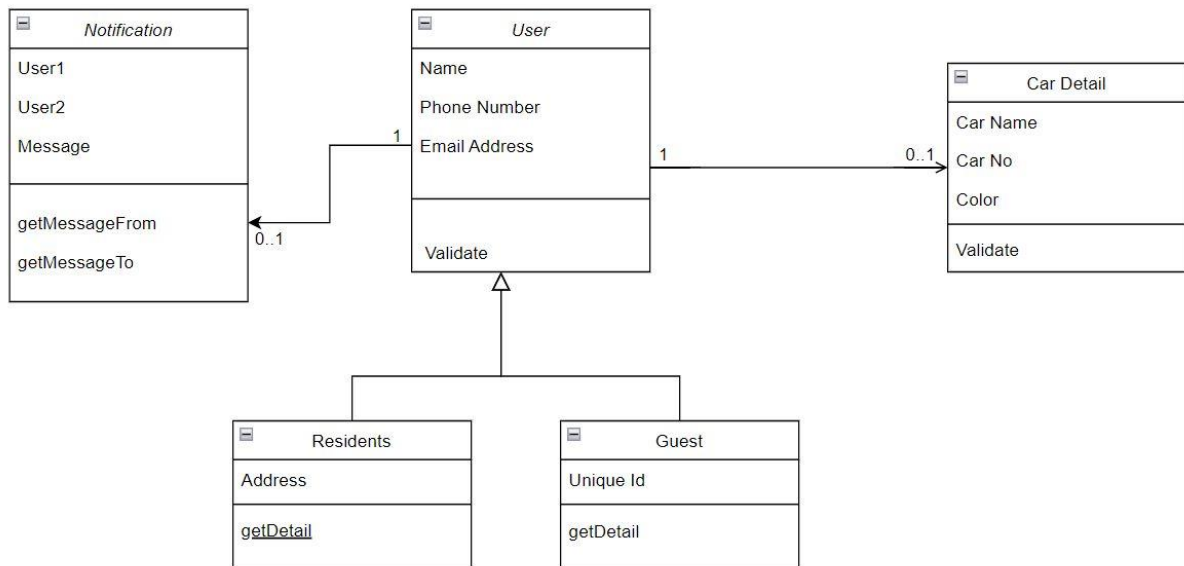 Notification
User1
User2
Message
getMessageFrom
getMessageTo
1
0..1
User
Name
Phone Number
Email Address
Validate
1
0..1
Car Detail
Car Name
Car No
Color
Validate
Residents
Address
getDetail
Guest
Unique Id
getDetail